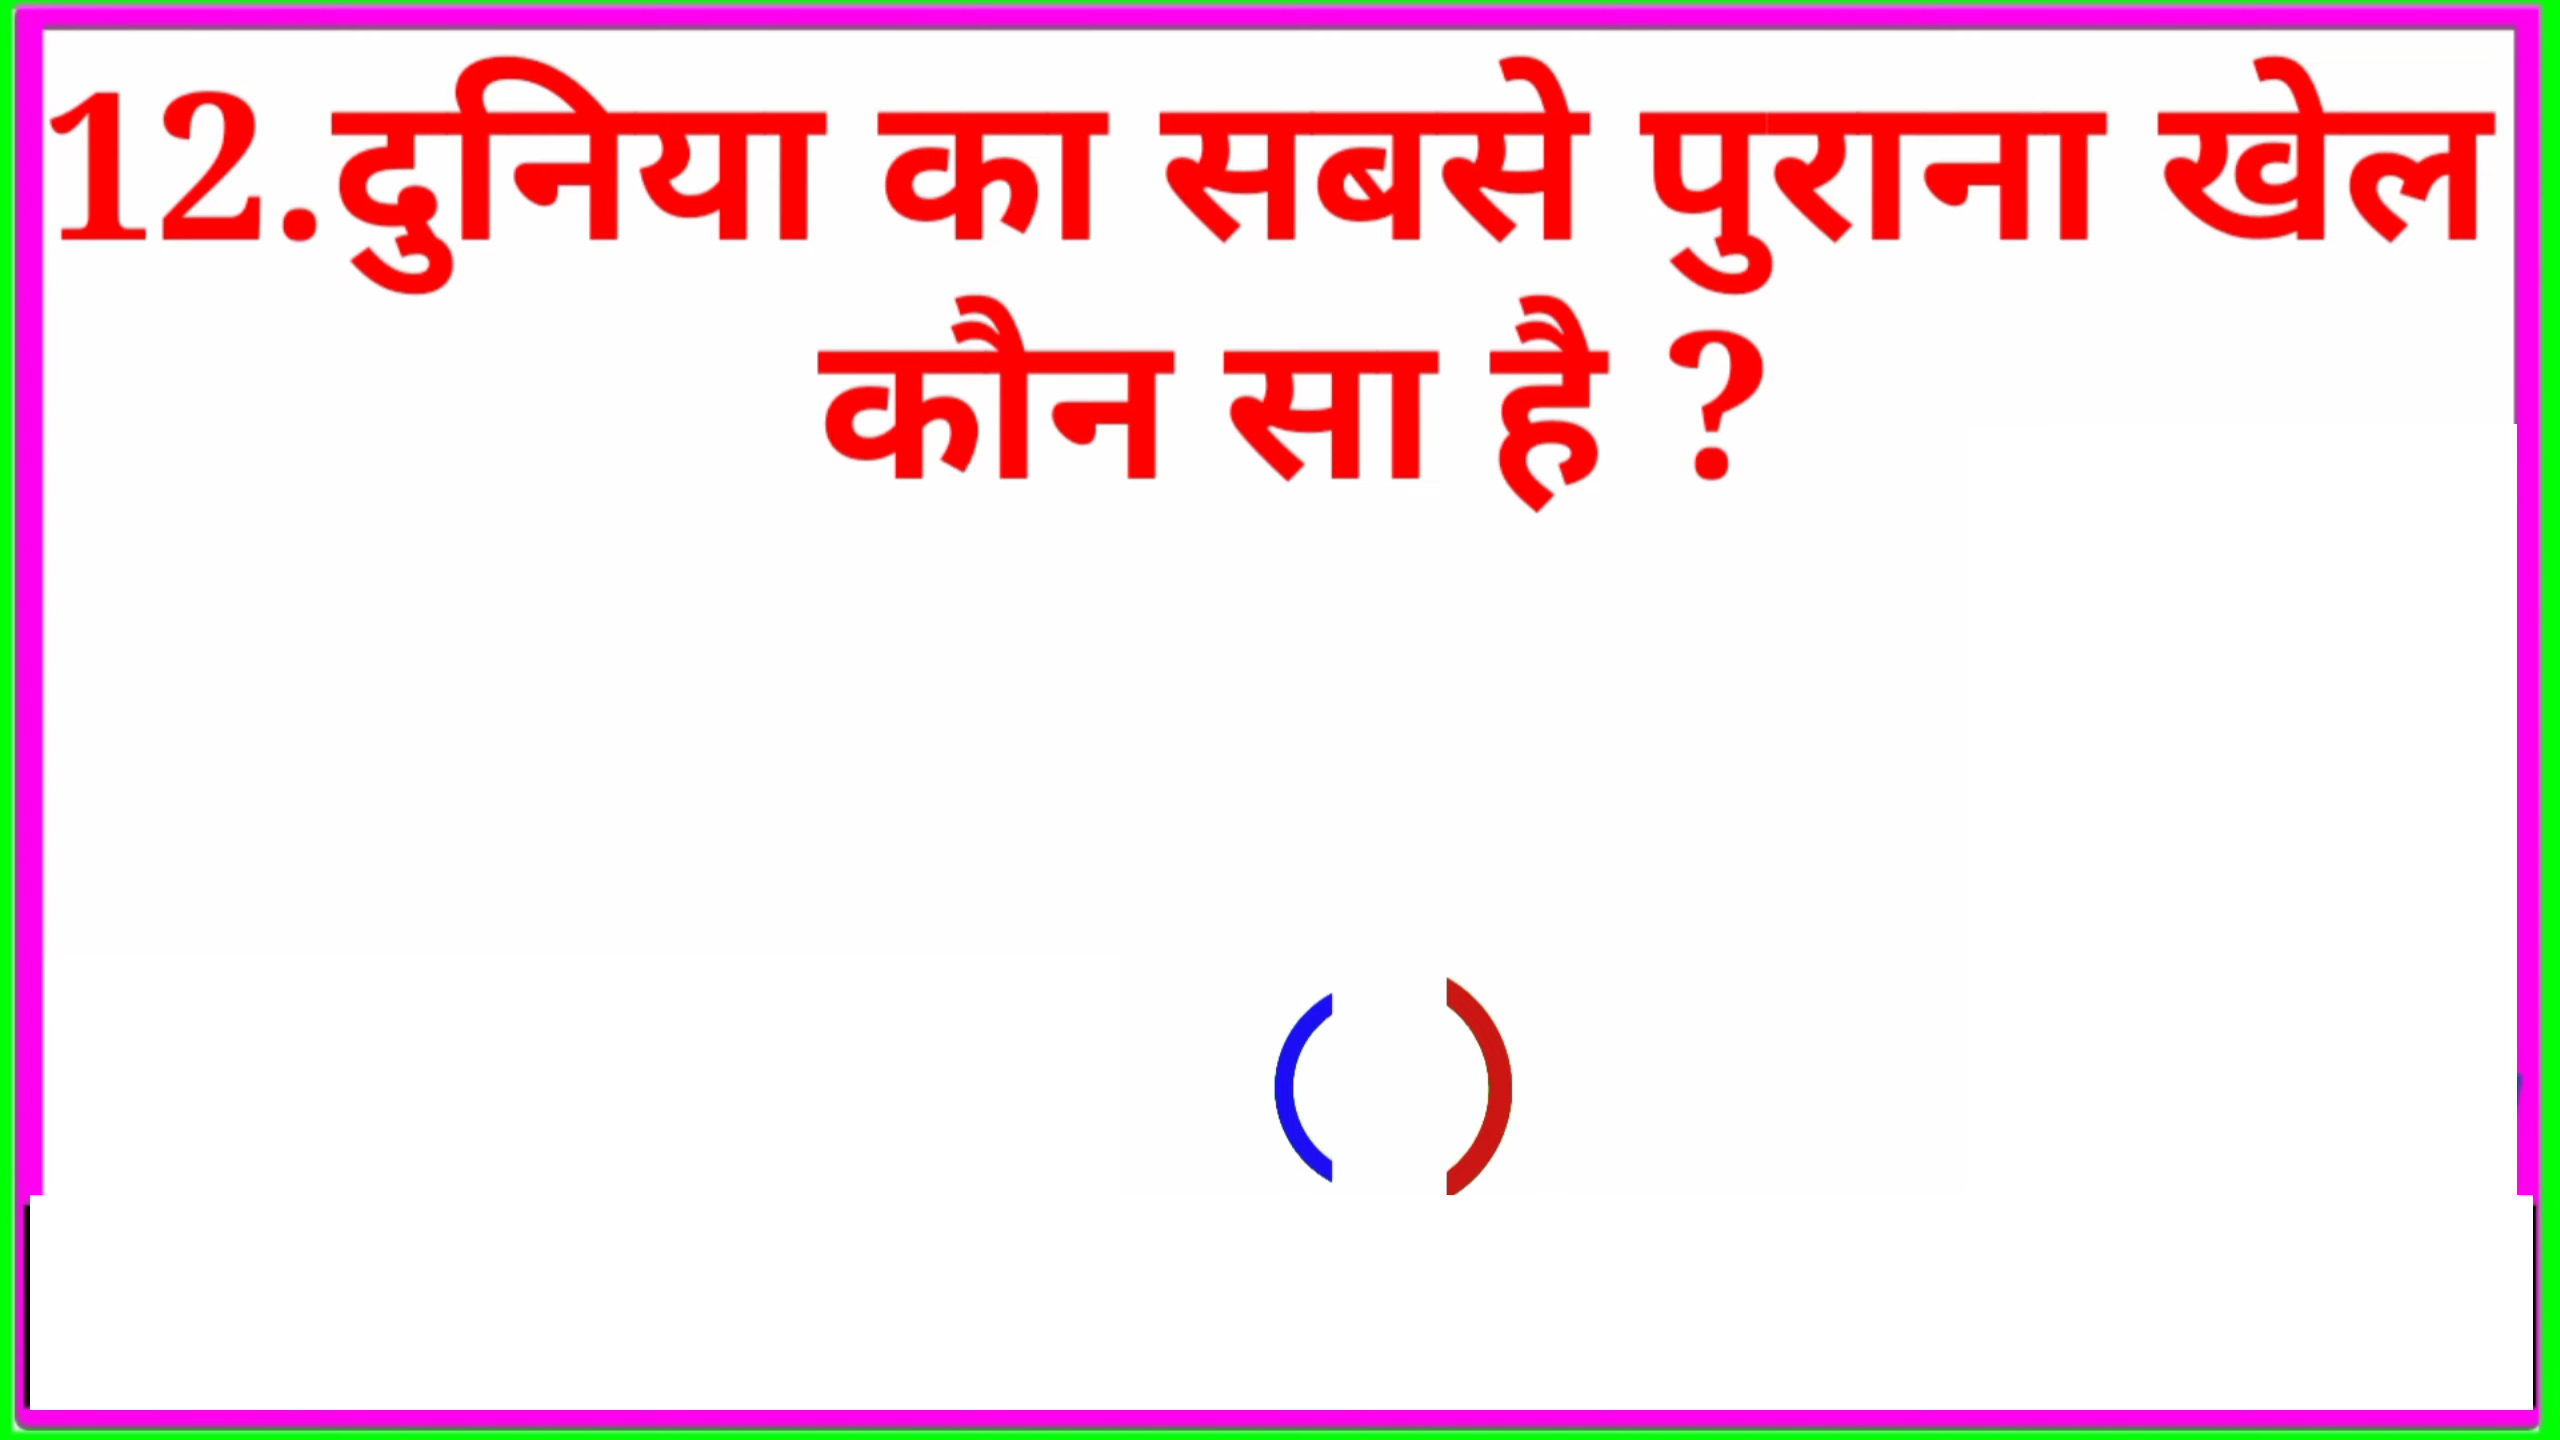 12.दुनिया का सबसे पुराना खेल
कौन सा है ?